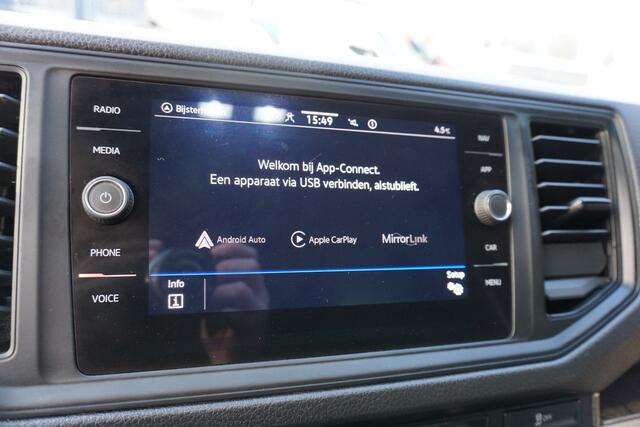 RADIO
MEDIA
PHONE
VOICE
15:49
4.5°C
Welkom bij App-Connect.
Een apparaat via USB verbinden, alstublieft.
Android Auto
Apple CarPlay
MirrorLink
Info
Setup
NAV
APP
CAR
MENU
OFF